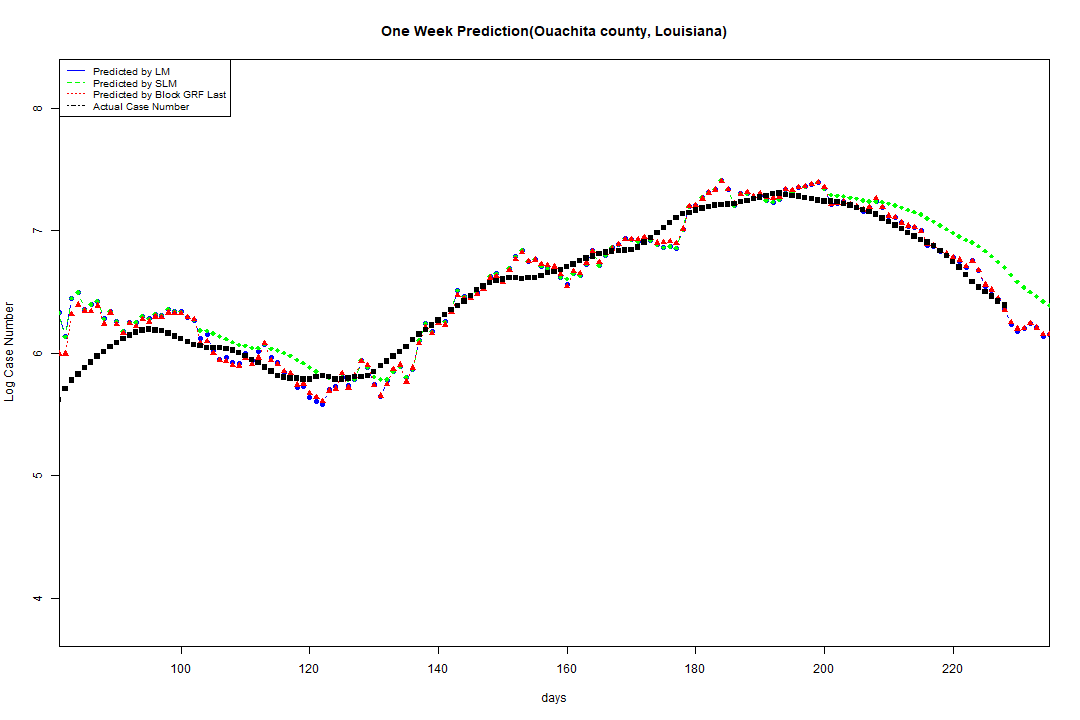 One Week Prediction(Ouachita county, Louisiana)
Predicted by LM
Predicted by SLM
Predicted by Block GRF Last
Actual Case Number
8
7
6
5
4
Log Case Number
100 120 140 160 180 200 220
days